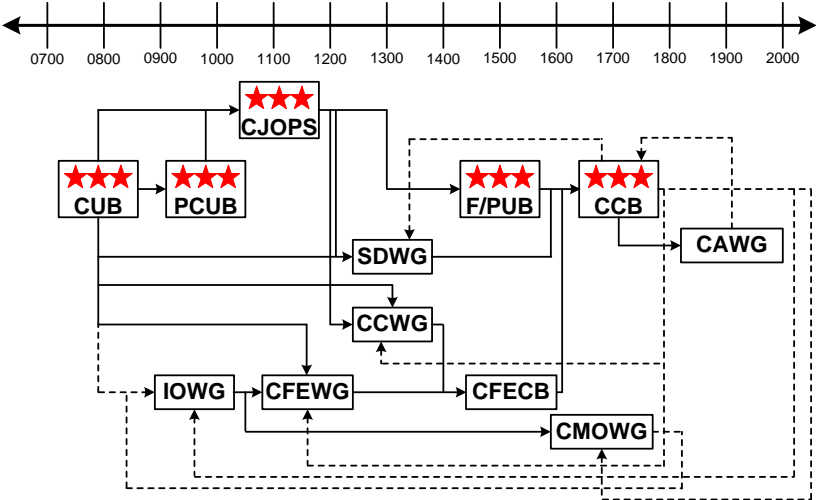 0700 0800 0900 1000 1100 1200 1300 1400 1500 1600 1700 1800 1900 2000
CJOPS
CUB PCUB F/PUB CCB
SDWG CAWG
CCWG
IOWG CFEWG CFECB
CMOWG